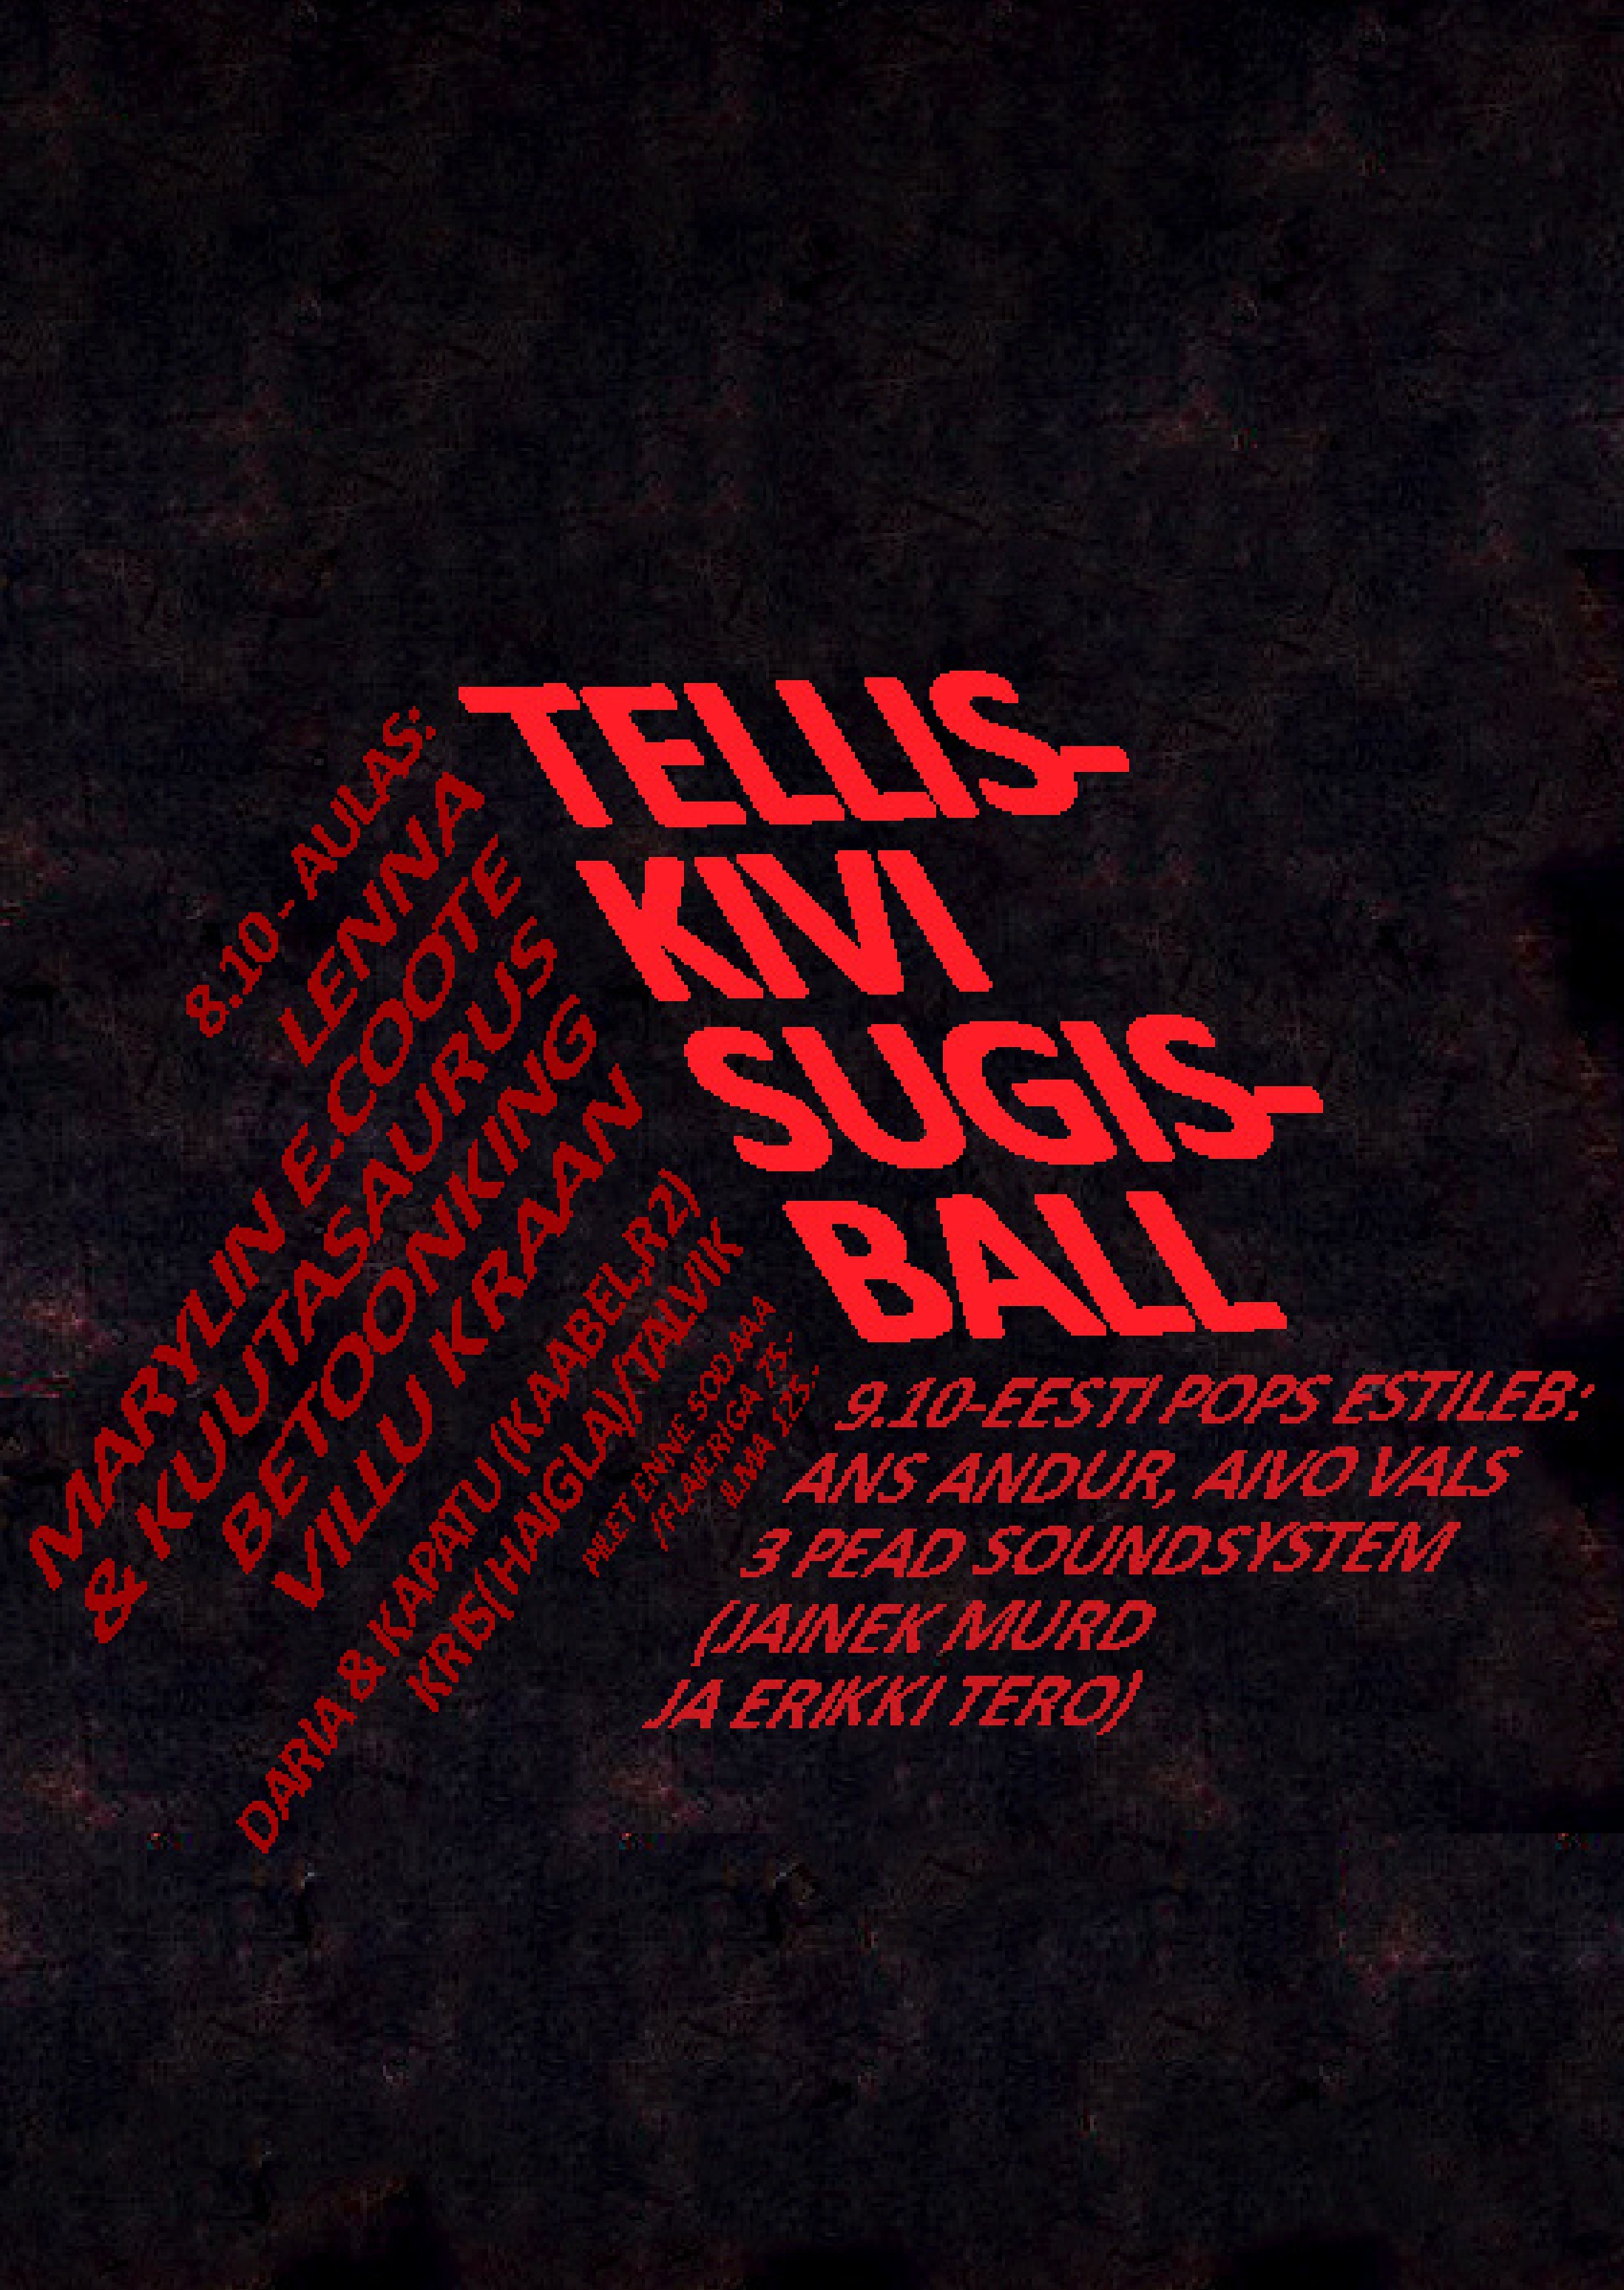 TELLIS-
KIVI
SUGIS-
BALL
8.10- AULAS:
LENNA
MARYLIN E.COOTE
& KUUTASAURUS
BETOONKING
VILLU KRAAN
DARIA & KAPATU (KAABEL,R2)
KRIS(HAIGLA)/TALVIK
PILET ENNE SODAAA
(FLAIERIGA 75.-
ILMA 125.-
9.10-EESTI POPS ESTILEB:
ANS ANDUR, AIVO VALS
3 PEAD SOUNDSYSTEM
(JAINEK MURD
JA ERIKKI TERO)